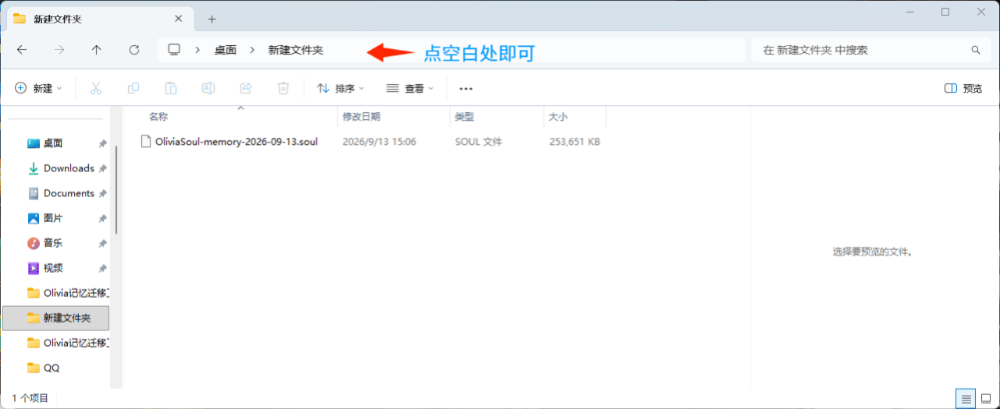 新建文件夹
桌面
新建文件夹
点空白处即可
在 新建文件夹 中搜索
新建
排序
查看
预览
名称
修改日期
类型
大小
OliviaSoul-memory-2026-09-13.soul
2026/9/13 15:06
SOUL 文件
253,651 KB
桌面
Downloads
Documents
图片
音乐
视频
Olivia记忆迁移工
新建文件夹
Olivia记忆迁移工
QQ
选择要预览的文件。
1 个项目